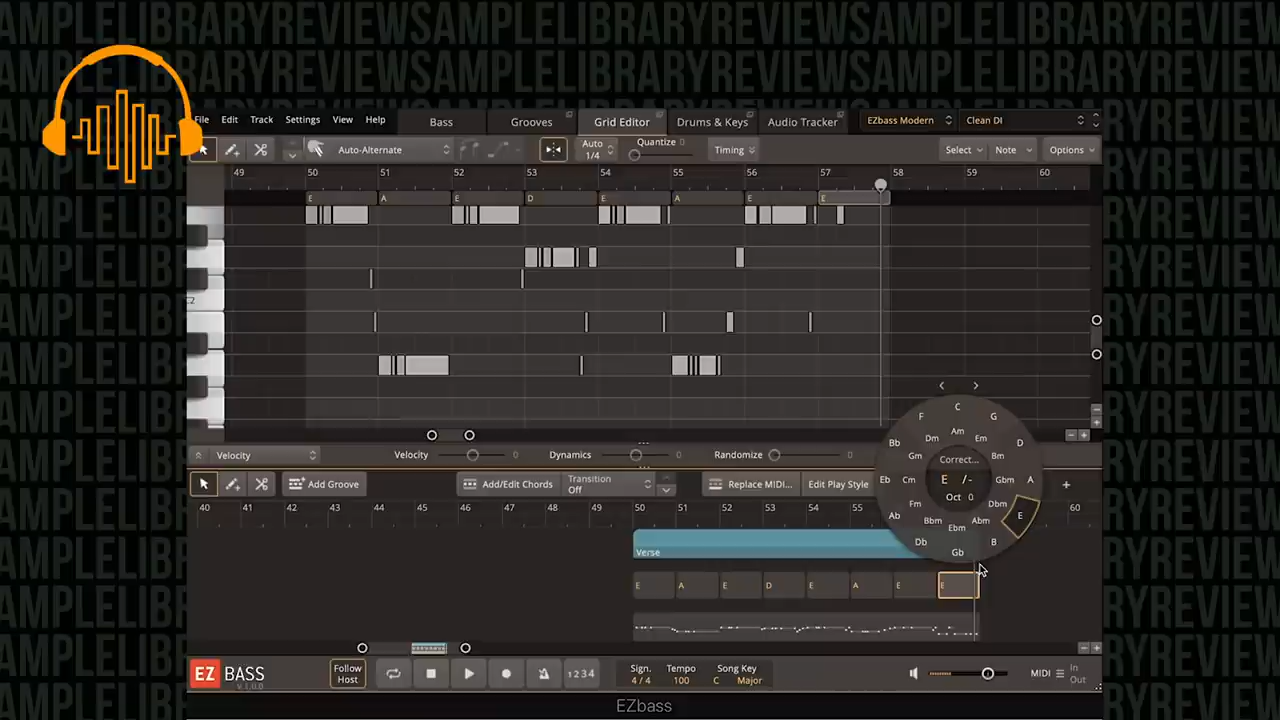 SAMPLELIBRARYREVIEWSAMPLELIBRARYREVIEWSAMPLELIBRARYREVIEW
File Edit Track Settings View Help Bass Grooves Grid Editor Drums & Keys Audio Tracker EZbass Modern Clean DI
Auto-Alternate Auto 1/4 Quantize 0 Timing Select Note Options
49 50 51 52 53 54 55 56 57 58 59 60
E A E D E A E E
C2
Velocity Velocity 0 Dynamics 0 Randomize 0
Add Groove Add/Edit Chords Transition Off Replace MIDI... Edit Play Style
C
F G
Am
Dm Em
Bb D
Gm Bm
Correct...
Eb Cm E /- Gbm A
Oct 0
Fm Dbm
Ab Bbm Abm E
Ebm
Db B
Gb
40 41 42 43 44 45 46 47 48 49 50 51 52 53 54 55 60
Verse
E A E D E A E E
EZ BASS
V.1.0.0
Follow Host
1 2 3 4
Sign. Tempo Song Key
4 / 4 100 C Major
MIDI In Out
EZbass